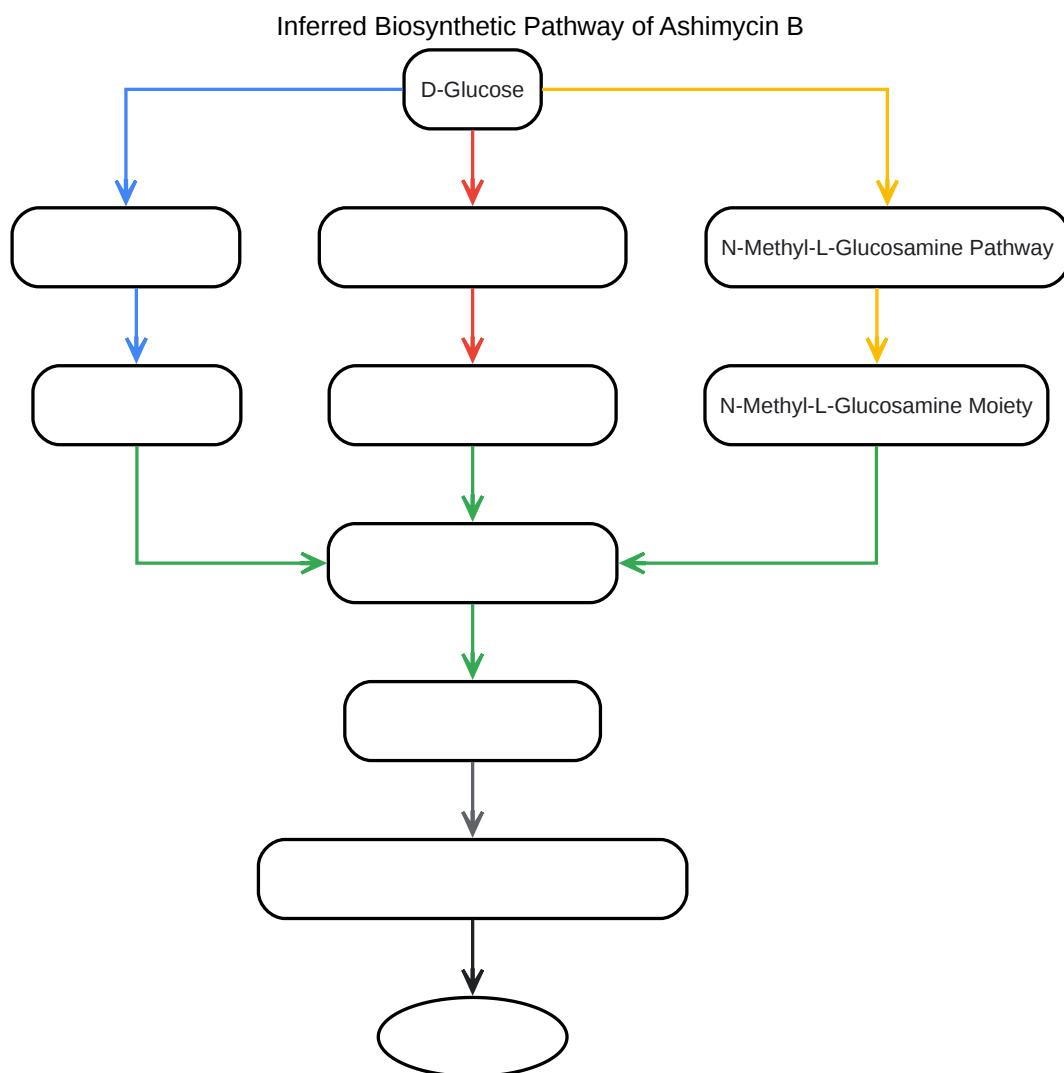 Inferred Biosynthetic Pathway of Ashimycin B
D-Glucose
N-Methyl-L-Glucosamine Pathway
N-Methyl-L-Glucosamine Moiety